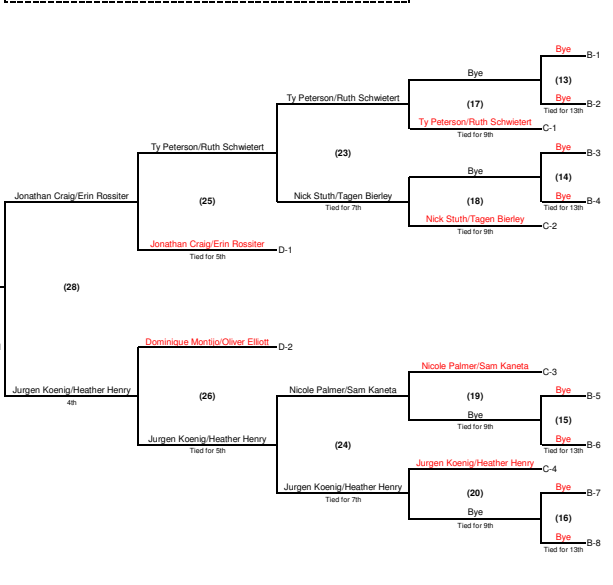 Bye
B-1
Bye
(13)
Ty Peterson/Ruth Schwietert
Bye
B-2
(17)
Tied for 13th
Ty Peterson/Ruth Schwietert
C-1
Tied for 9th
Ty Peterson/Ruth Schwietert
Bye
B-3
(23)
Bye
(14)
Jonathan Craig/Erin Rossiter
Nick Stuth/Tagen Bierley
Bye
B-4
(25)
Tied for 7th
(18)
Tied for 13th
Nick Stuth/Tagen Bierley
C-2
Tied for 9th
Jonathan Craig/Erin Rossiter
D-1
Tied for 5th
(28)
Dominique Montijo/Oliver Elliott
D-2
Nicole Palmer/Sam Kaneta
C-3
Jurgen Koenig/Heather Henry
Nicole Palmer/Sam Kaneta
Bye
B-5
4th
(26)
(19)
Bye
(15)
Tied for 9th
Jurgen Koenig/Heather Henry
Bye
B-6
Tied for 5th
(24)
Tied for 13th
Jurgen Koenig/Heather Henry
C-4
Jurgen Koenig/Heather Henry
Bye
B-7
Tied for 7th
(20)
Bye
(16)
Tied for 9th
Bye
B-8
Tied for 13th